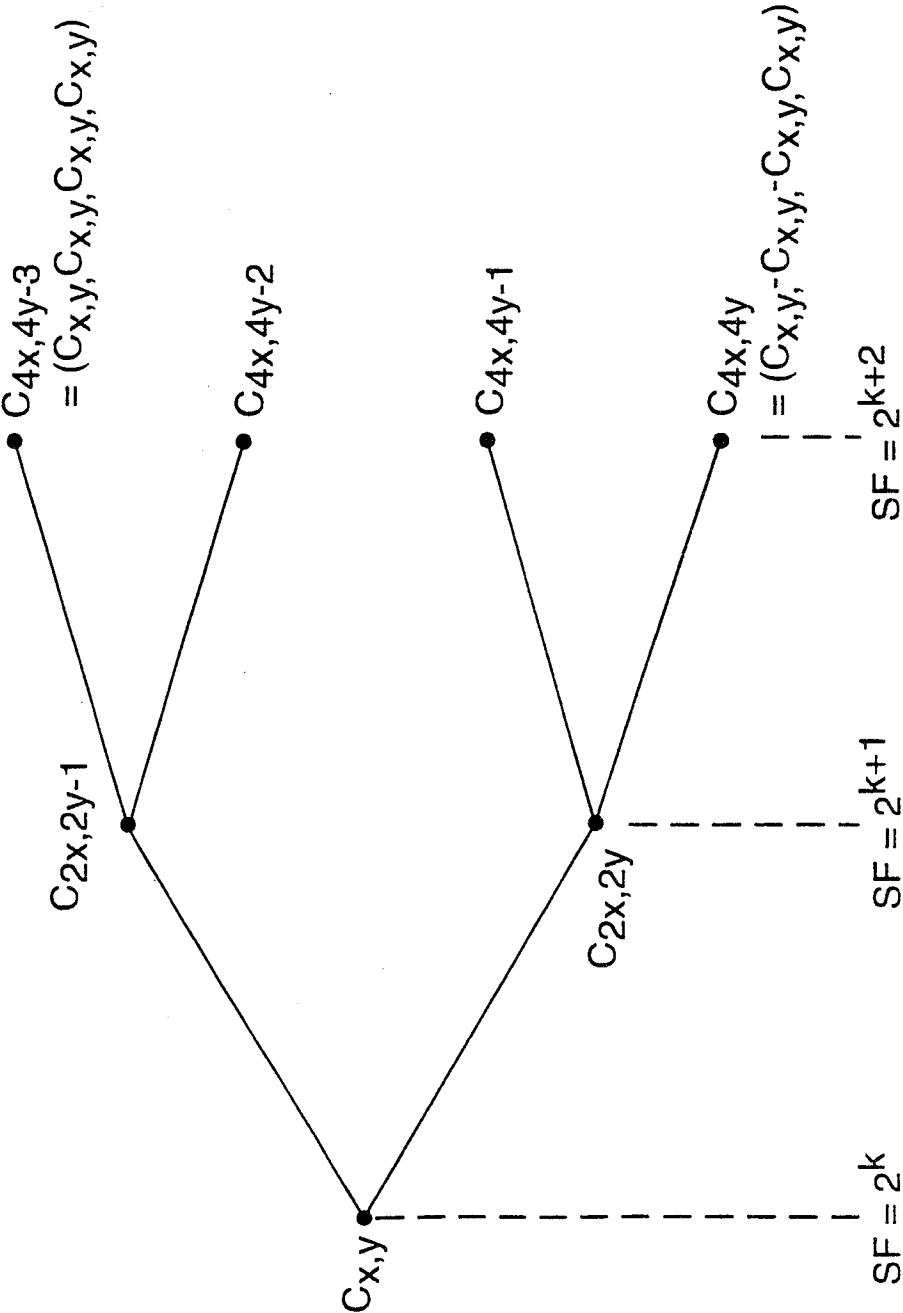 C4x,4y-3
= (Cx,y,Cx,y,Cx,y,Cx,y)
C2x,2y-1
C4x,4y-2
Cx,y
C4x,4y-1
C2x,2y
C4x,4y
= (Cx,y,-Cx,y,-Cx,y,Cx,y)
SF = 2k
SF = 2k+1
SF = 2k+2